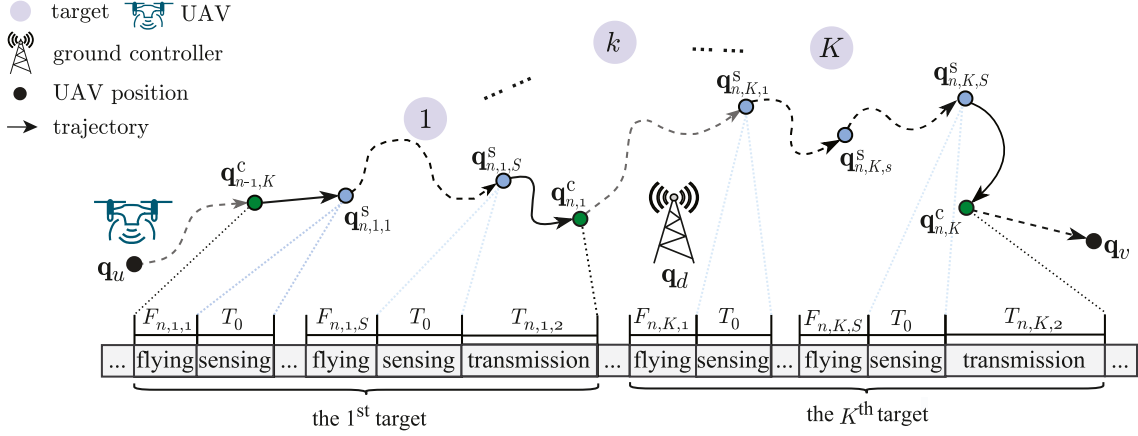 target UAV
ground controller
UAV position
trajectory
1
k
K
q_u
q^c_{n-1,K}
q^s_{n,1,1}
q^s_{n,1,S}
q^c_{n,1}
q_d
q^s_{n,K,1}
q^s_{n,K,s}
q^s_{n,K,S}
q^c_{n,K}
q_v
F_{n,1,1} T_0 F_{n,1,S} T_0 T_{n,1,2} F_{n,K,1} T_0 F_{n,K,S} T_0 T_{n,K,2}
... flying sensing ... flying sensing transmission ... flying sensing ... flying sensing transmission ...
the 1^st target the K^th target